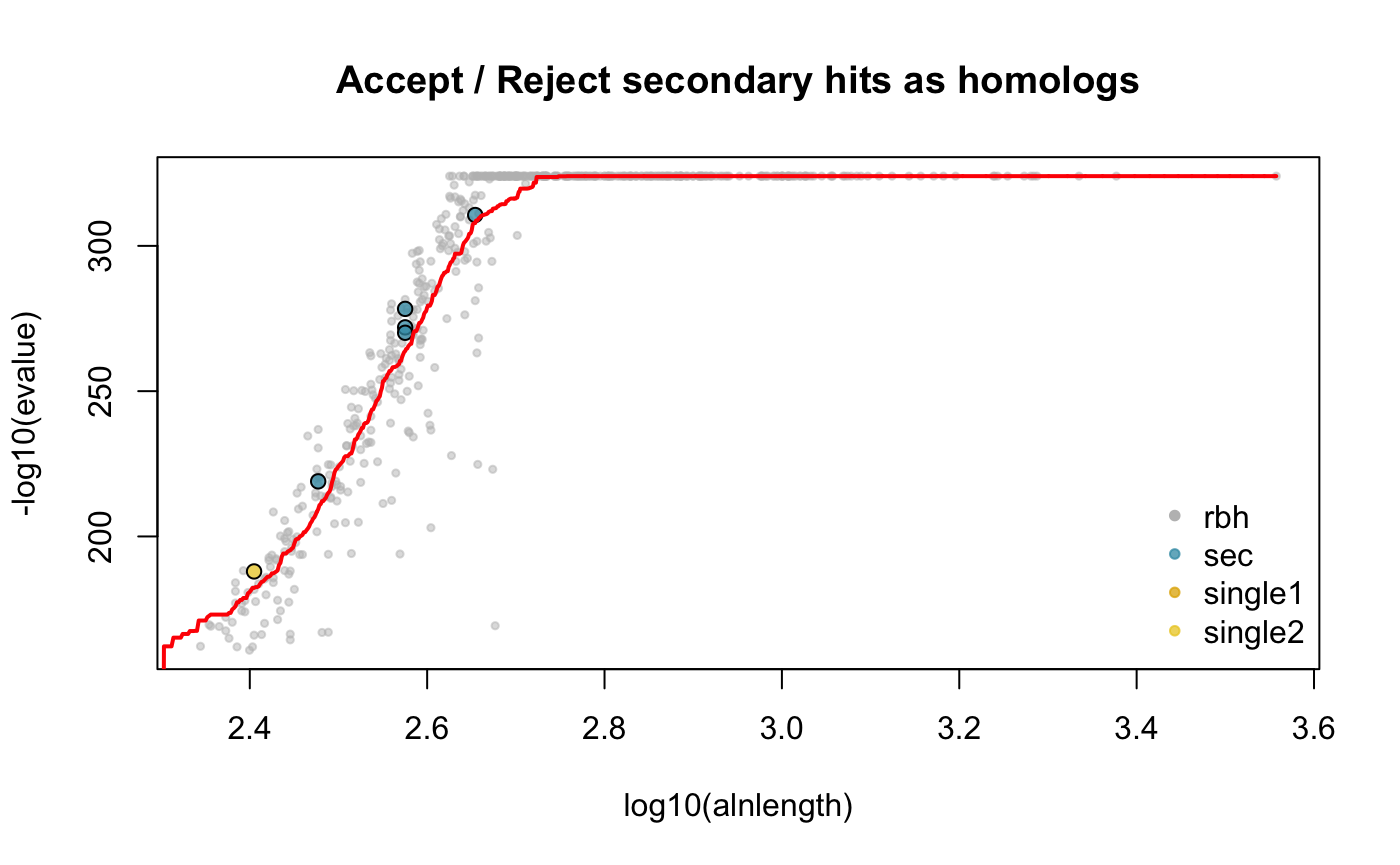 Accept / Reject secondary hits as homologs
-log10(evalue)
300
250
200
rbh
sec
single1
single2
2.4 2.6 2.8 3.0 3.2 3.4 3.6
log10(alnlength)